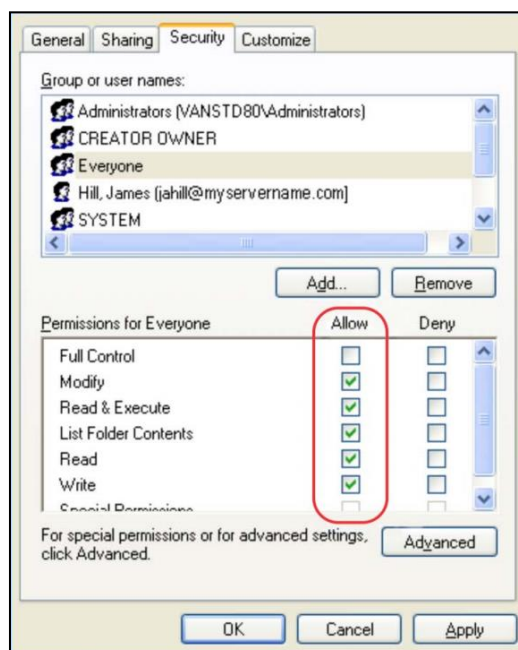 General Sharing Security Customize
Group or user names:
Administrators (VANSTD80\Administrators)
CREATOR OWNER
Everyone
Hill, James (jahill@myservername.com)
SYSTEM
Add... Remove
Permissions for Everyone Allow Deny
Full Control
Modify
Read & Execute
List Folder Contents
Read
Write
Special Permissions
For special permissions or for advanced settings, Advanced
click Advanced.
OK Cancel Apply